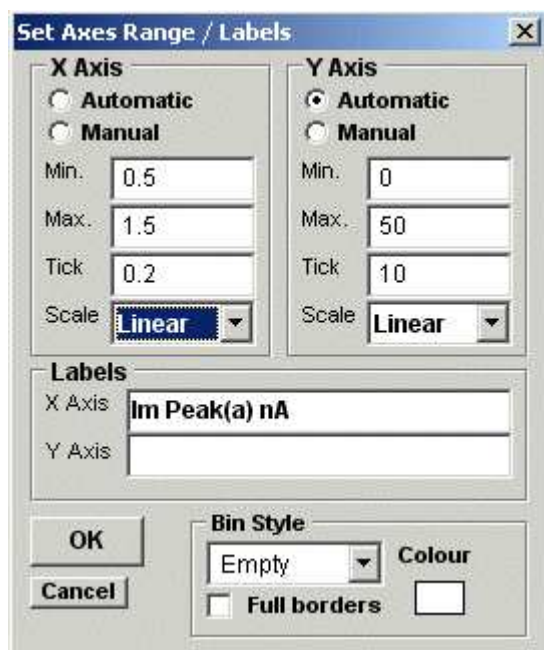 Set Axes Range / Labels
X Axis
Automatic
Manual
Min. 0.5
Max. 1.5
Tick 0.2
Scale Linear
Y Axis
Automatic
Manual
Min. 0
Max. 50
Tick 10
Scale Linear
Labels
X Axis Im Peak(a) nA
Y Axis
OK
Cancel
Bin Style
Empty
Colour
Full borders